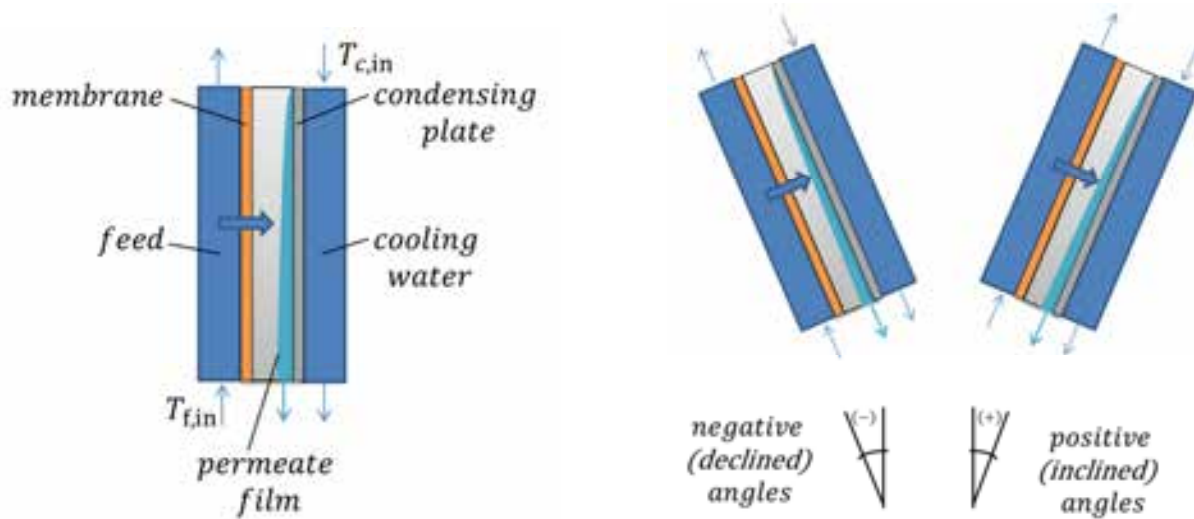 T_c,in
membrane
condensing
plate
feed
cooling
water
T_f,in
permeate
film
(−)
(+)
negative
(declined)
angles
positive
(inclined)
angles